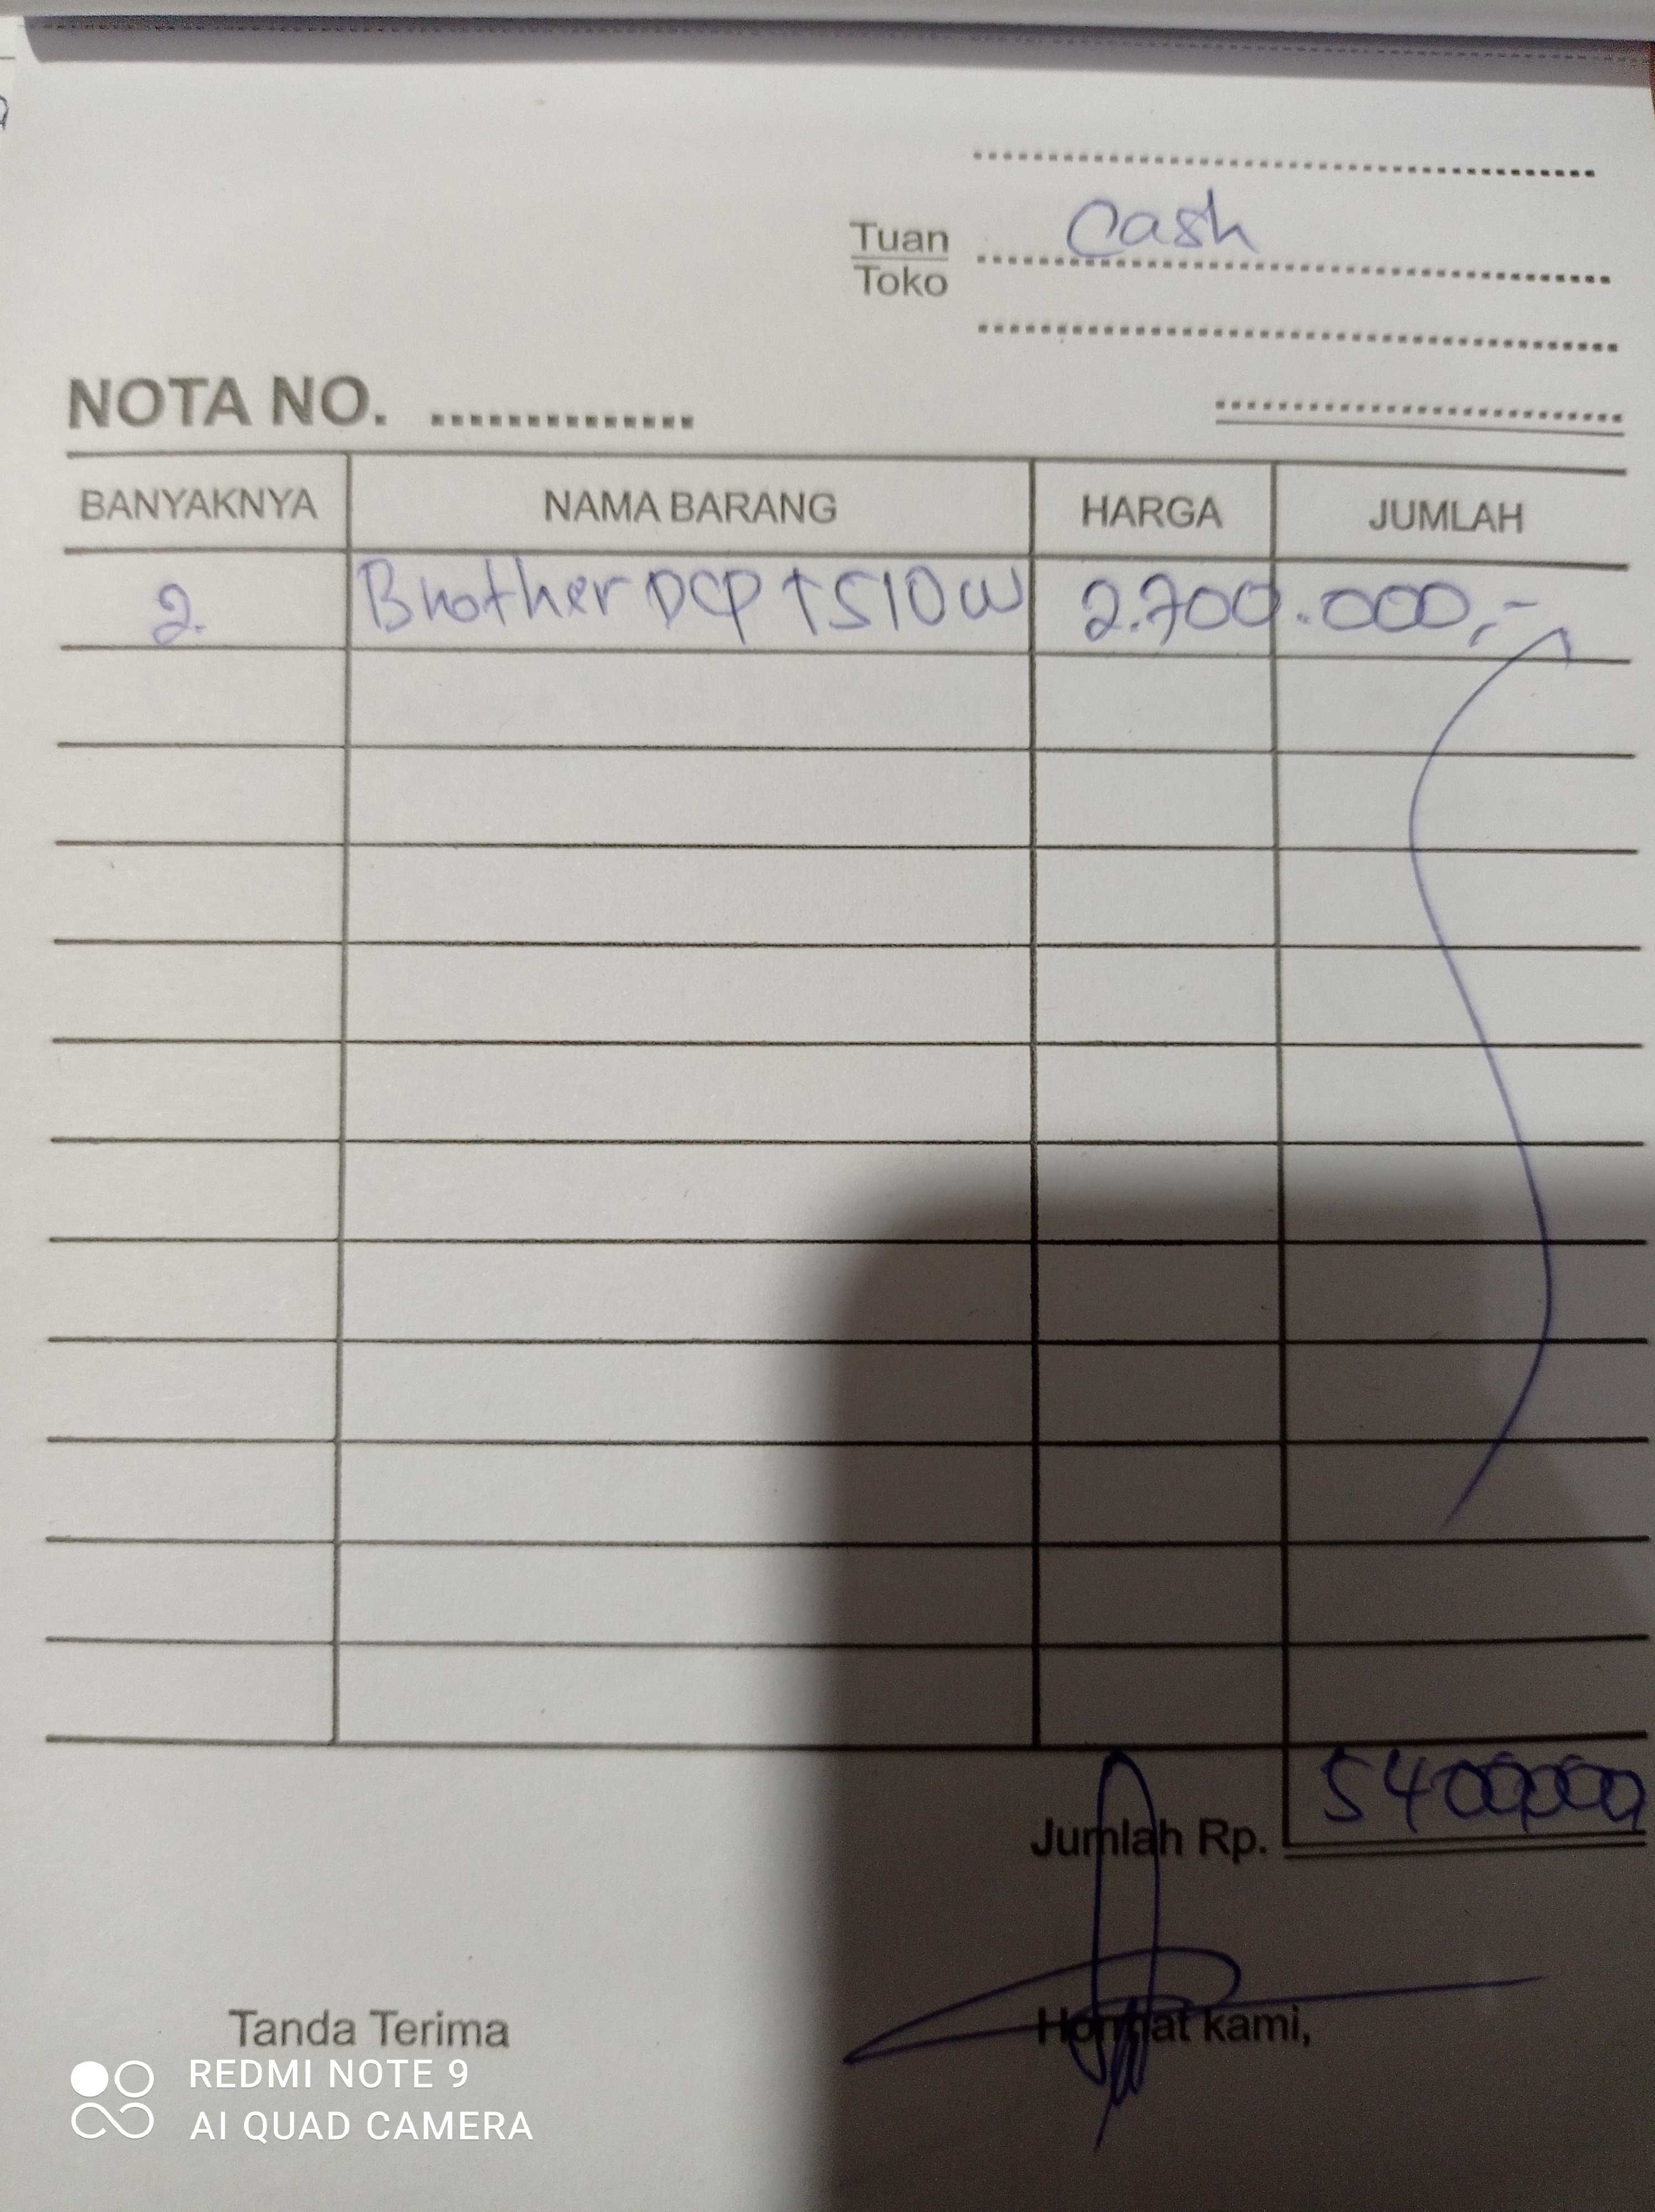 Cash
Tuan
Toko
NOTA NO. ..............
BANYAKNYA NAMA BARANG HARGA JUMLAH
2. Brother DCP T510W 2.700.000,-
Jumlah Rp. 5400000
Tanda Terima Hormat kami,
REDMI NOTE 9
AI QUAD CAMERA